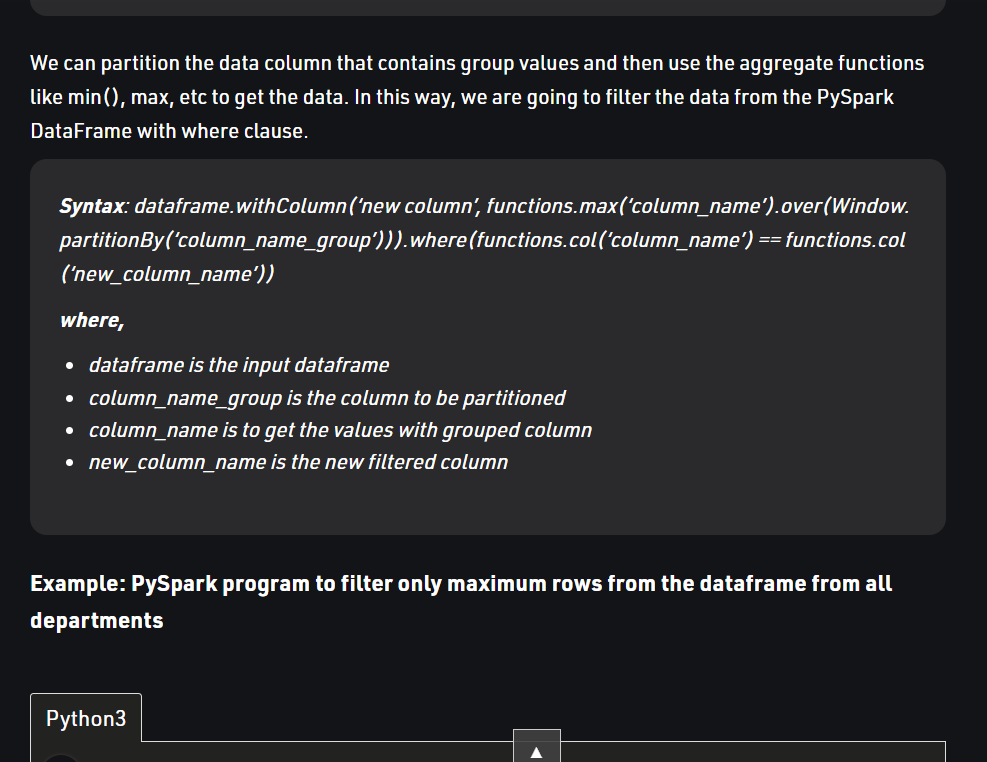 We can partition the data column that contains group values and then use the aggregate functions
like min(), max, etc to get the data. In this way, we are going to filter the data from the PySpark
DataFrame with where clause.
Syntax: dataframe.withColumn(‘new column’, functions.max(‘column_name’).over(Window.
partitionBy(‘column_name_group’))).where(functions.col(‘column_name’) == functions.col
(‘new_column_name’))
where,
• dataframe is the input dataframe
• column_name_group is the column to be partitioned
• column_name is to get the values with grouped column
• new_column_name is the new filtered column
Example: PySpark program to filter only maximum rows from the dataframe from all
departments
Python3